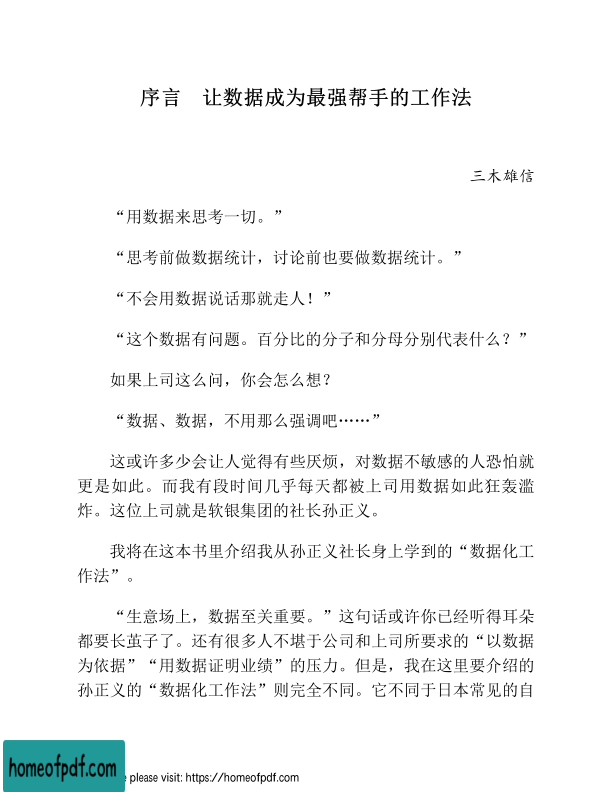 序言 让数据成为最强帮手的工作法
三木雄信
“用数据来思考一切。”
“思考前做数据统计，讨论前也要做数据统计。”
“不会用数据说话那就走人！”
“这个数据有问题。百分比的分子和分母分别代表什么？”
如果上司这么问，你会怎么想？
“数据、数据，不用那么强调吧……”
这或许多少会让人觉得有些厌烦，对数据不敏感的人恐怕就
更是如此。而我有段时间几乎每天都被上司用数据如此狂轰滥
炸。这位上司就是软银集团的社长孙正义。
我将在这本书里介绍我从孙正义社长身上学到的“数据化工
作法”。
“生意场上，数据至关重要。”这句话或许你已经听得耳朵
都要长茧子了。还有很多人不堪于公司和上司所要求的“以数据
为依据”“用数据证明业绩”的压力。但是，我在这里要介绍的
孙正义的“数据化工作法”则完全不同。它不同于日本常见的自
homeofpdf.com
e please visit: https://homeofpdf.com